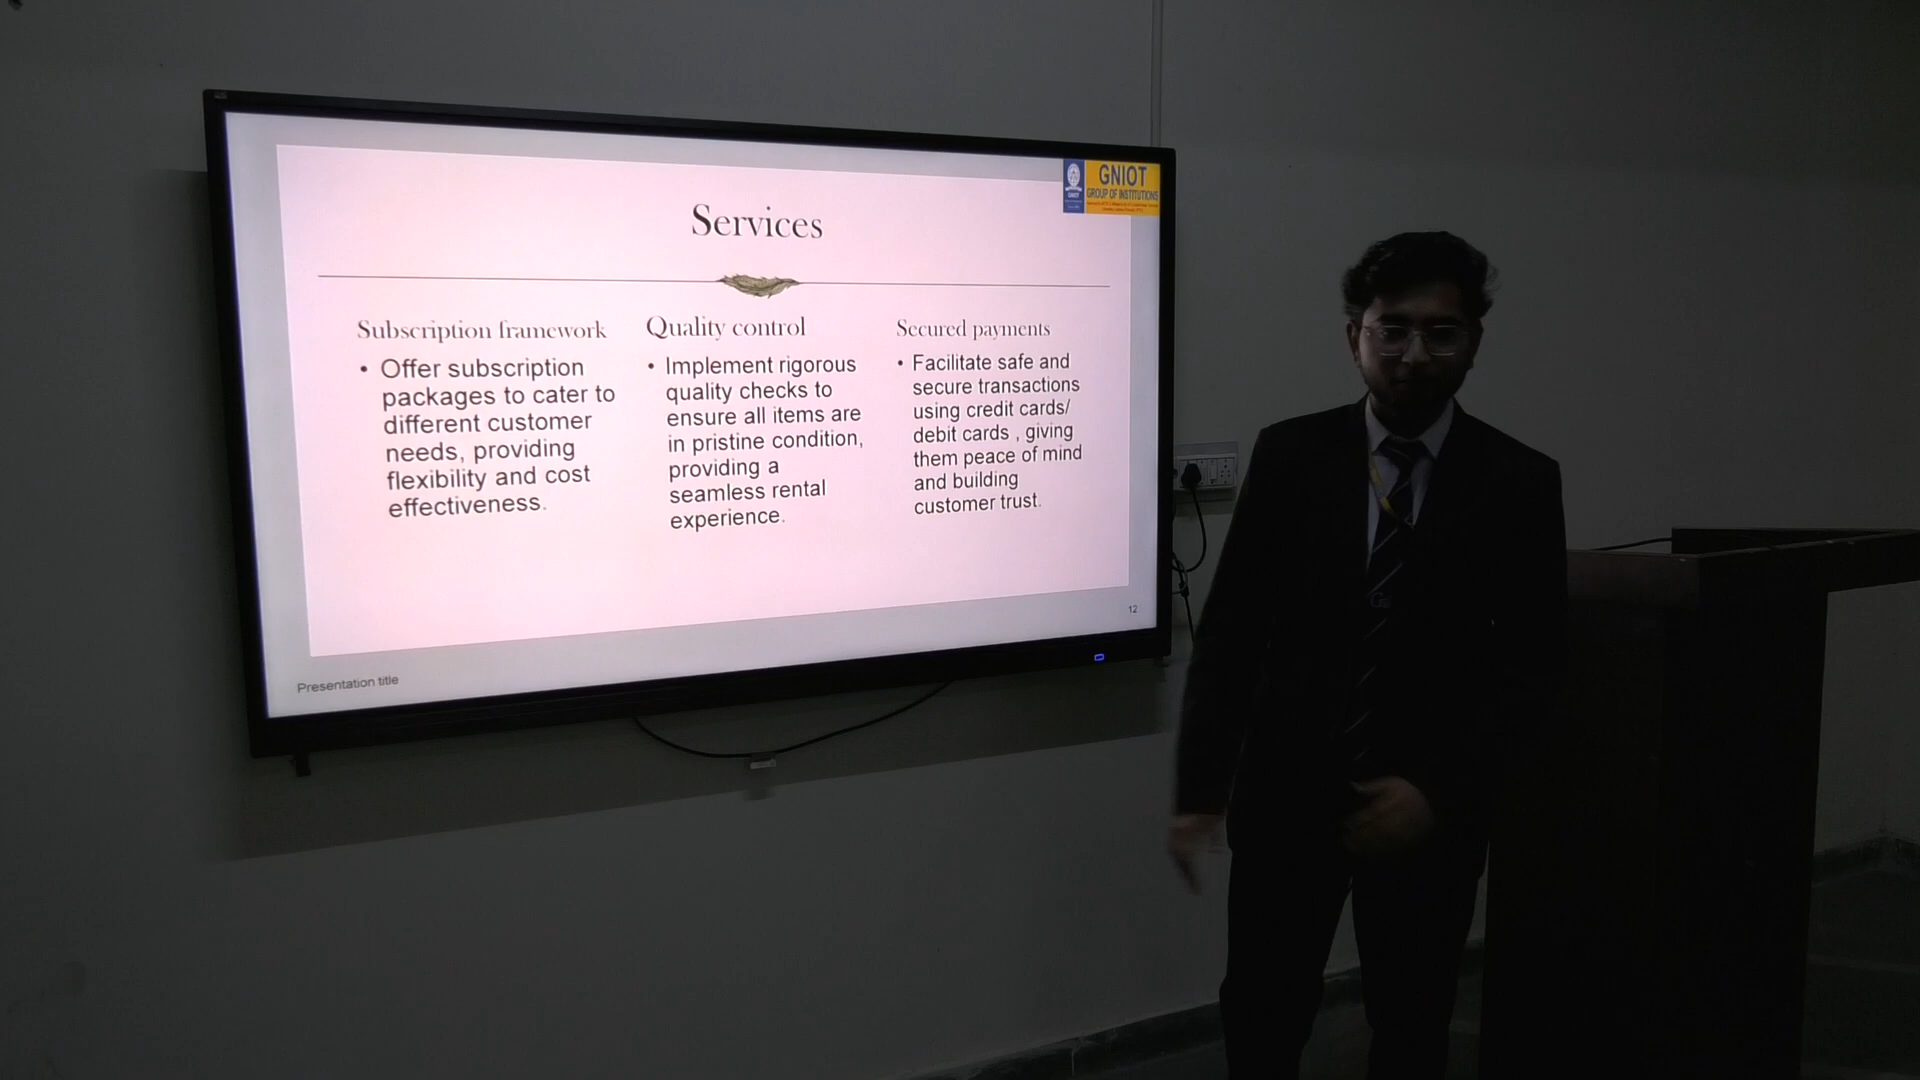 GNIOT
GROUP OF INSTITUTIONS
GNIOT
Services
Subscription framework
• Offer subscription
packages to cater to
different customer
needs, providing
flexibility and cost
effectiveness.
Quality control
• Implement rigorous
quality checks to
ensure all items are
in pristine condition,
providing a
seamless rental
experience.
Secured payments
• Facilitate safe and
secure transactions
using credit cards/
debit cards , giving
them peace of mind
and building
customer trust.
12
Presentation title